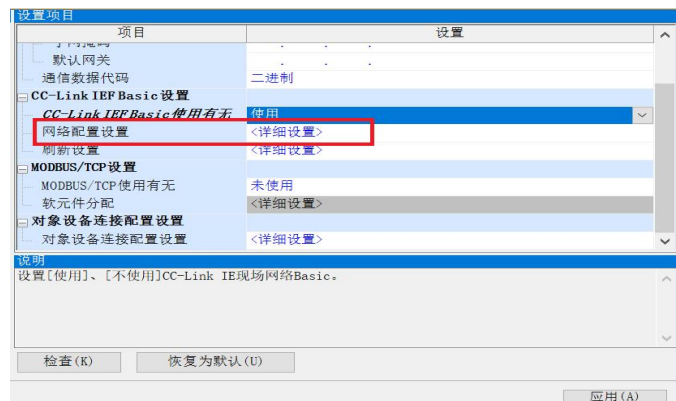 设置项目
项目 设置
默认网关 . . .
通信数据代码 二进制
CC-Link IEF Basic设置
CC-Link IEF Basic使用有无 使用
网络配置设置 <详细设置>
刷新设置 <详细设置>
MODBUS/TCP设置
MODBUS/TCP使用有无 未使用
软元件分配 <详细设置>
对象设备连接配置设置
对象设备连接配置设置 <详细设置>
说明
设置[使用]、[不使用]CC-Link IE现场网络Basic。
检查(K) 恢复为默认(U)
应用(A)